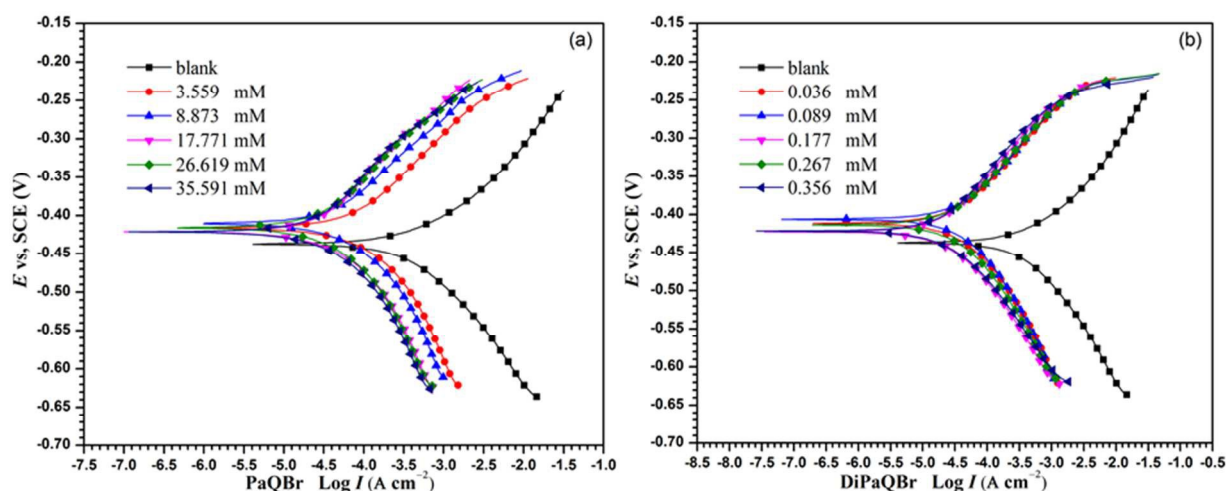 (a)
E vs, SCE (V)
-0.15
-0.20
-0.25
-0.30
-0.35
-0.40
-0.45
-0.50
-0.55
-0.60
-0.65
-0.70
blank
3.559 mM
8.873 mM
17.771 mM
26.619 mM
35.591 mM
-7.0 -6.5 -6.0 -5.5 -5.0 -4.5 -4.0 -3.5 -3.0 -2.5 -2.0 -1.5 -1.0
PaQBr Log I (A cm⁻²)
(b)
E vs, SCE (V)
-0.15
-0.20
-0.25
-0.30
-0.35
-0.40
-0.45
-0.50
-0.55
-0.60
-0.65
-0.70
blank
0.036 mM
0.089 mM
0.177 mM
0.267 mM
0.356 mM
-8.5 -8.0 -7.5 -7.0 -6.5 -6.0 -5.5 -5.0 -4.5 -4.0 -3.5 -3.0 -2.5 -2.0 -1.5 -1.0 -0.5
DiPaQBr Log I (A cm⁻²)